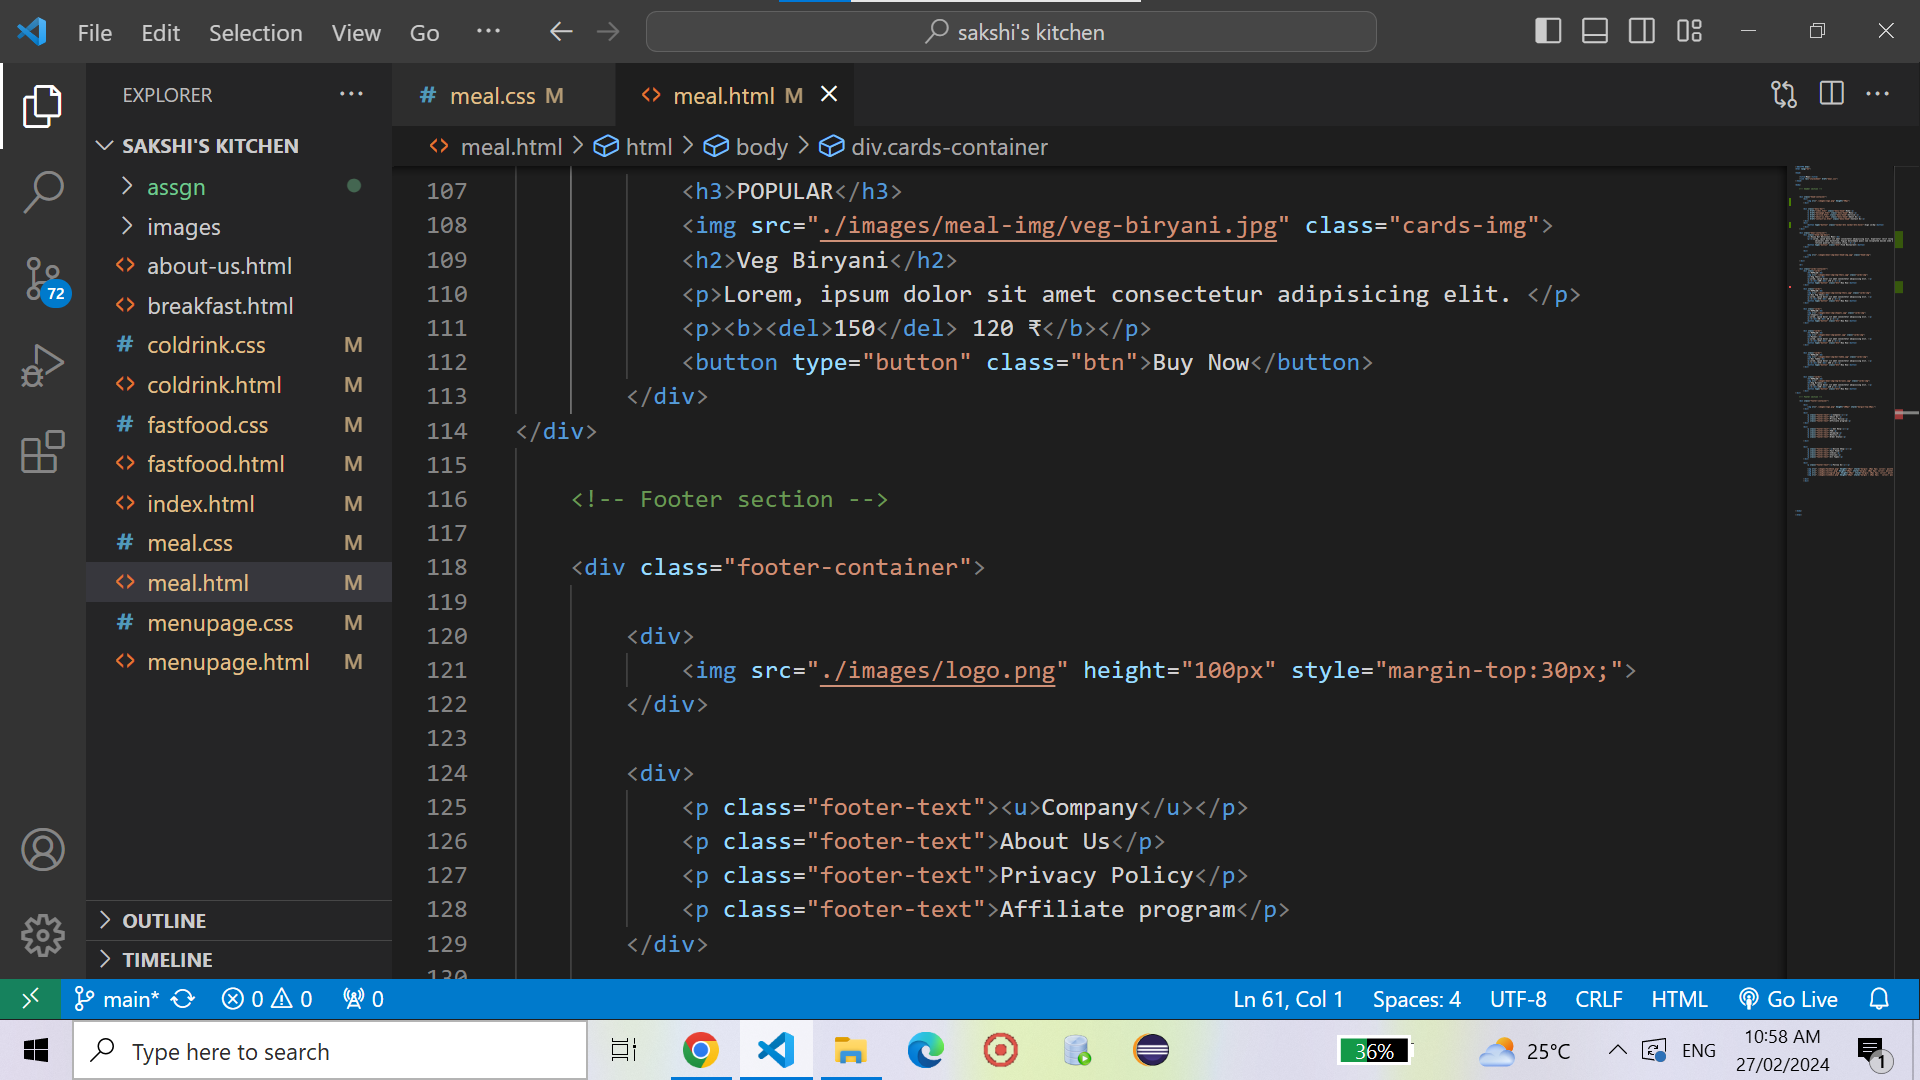 File Edit Selection View Go ··· sakshi's kitchen
EXPLORER ···
# meal.css M
<> meal.html M
meal.html > html > body > div.cards-container
SAKSHI'S KITCHEN
assgn
images
<> about-us.html
<> breakfast.html
# coldrink.css M
<> coldrink.html M
# fastfood.css M
<> fastfood.html M
<> index.html M
# meal.css M
<> meal.html M
# menupage.css M
<> menupage.html M
OUTLINE
TIMELINE
72
107 <h3>POPULAR</h3>
108 <img src="./images/meal-img/veg-biryani.jpg" class="cards-img">
109 <h2>Veg Biryani</h2>
110 <p>Lorem, ipsum dolor sit amet consectetur adipisicing elit. </p>
111 <p><b><del>150</del> 120 ₹</b></p>
112 <button type="button" class="btn">Buy Now</button>
113 </div>
114 </div>
115
116 <!-- Footer section -->
117
118 <div class="footer-container">
119
120 <div>
121 <img src="./images/logo.png" height="100px" style="margin-top:30px;">
122 </div>
123
124 <div>
125 <p class="footer-text"><u>Company</u></p>
126 <p class="footer-text">About Us</p>
127 <p class="footer-text">Privacy Policy</p>
128 <p class="footer-text">Affiliate program</p>
129 </div>
130
main* 0 0 0 Ln 61, Col 1 Spaces: 4 UTF-8 CRLF HTML Go Live
Type here to search 36% 25°C ENG 10:58 AM
27/02/2024
1